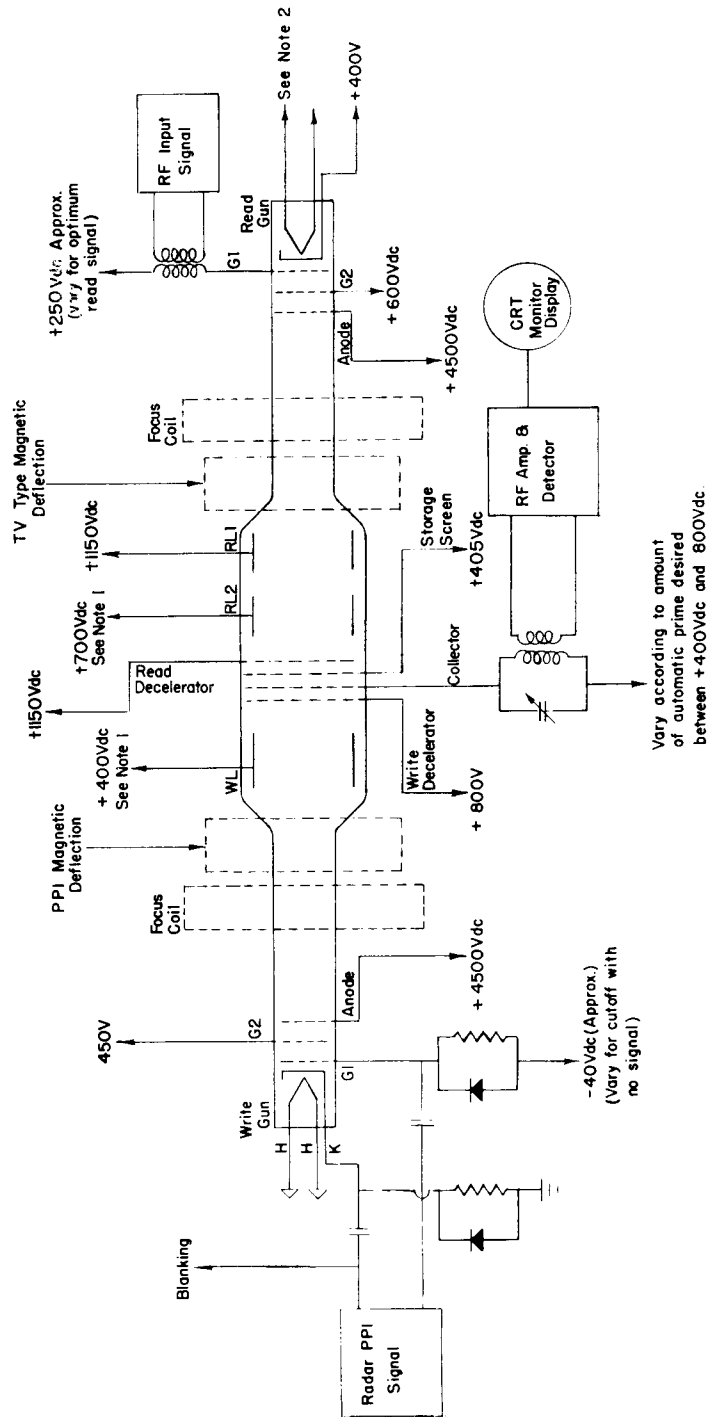 RF Input
Signal
See Note 2
+400V
Read
Gun
+250Vdc Approx.
(vary for optimum
read signal)
G1
G2
+600Vdc
Anode
+4500Vdc
CRT
Monitor
Display
Focus
Coil
TV Type Magnetic
Deflection
RF Amp. &
Detector
+1150Vdc
RL1
Storage
Screen
+405Vdc
+700Vdc
See Note 1
RL2
+1150Vdc
Read
Decelerator
Collector
Vary according to amount
of automatic prime desired
between +400Vdc and 800Vdc.
+400Vdc
See Note 1
WL
Write
Decelerator
+800V
PPI Magnetic
Deflection
Focus
Coil
450V
G2
Anode
+4500Vdc
G1
-40Vdc (Approx.)
(Vary for cutoff with
no signal)
Write
Gun
H
H
K
Blanking
Radar PPI
Signal